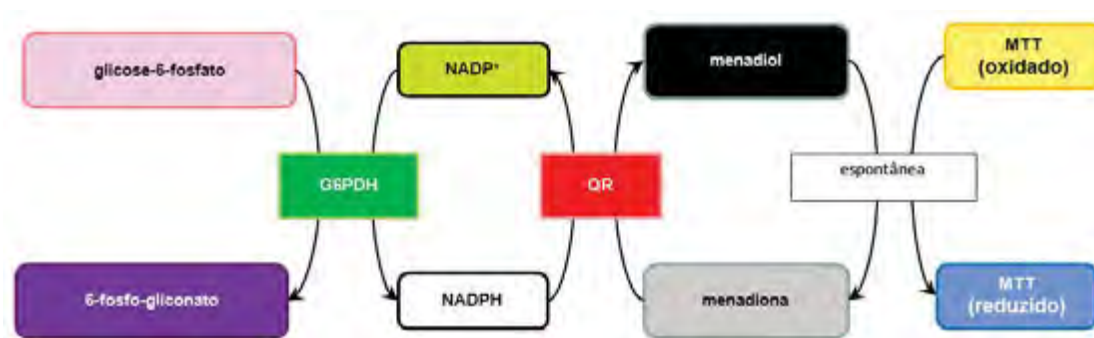 glicose-6-fosfato
NADP⁺
menadiol
MTT
(oxidado)
G6PDH
QR
espontânea
6-fosfo-gliconato
NADPH
menadiona
MTT
(reduzido)